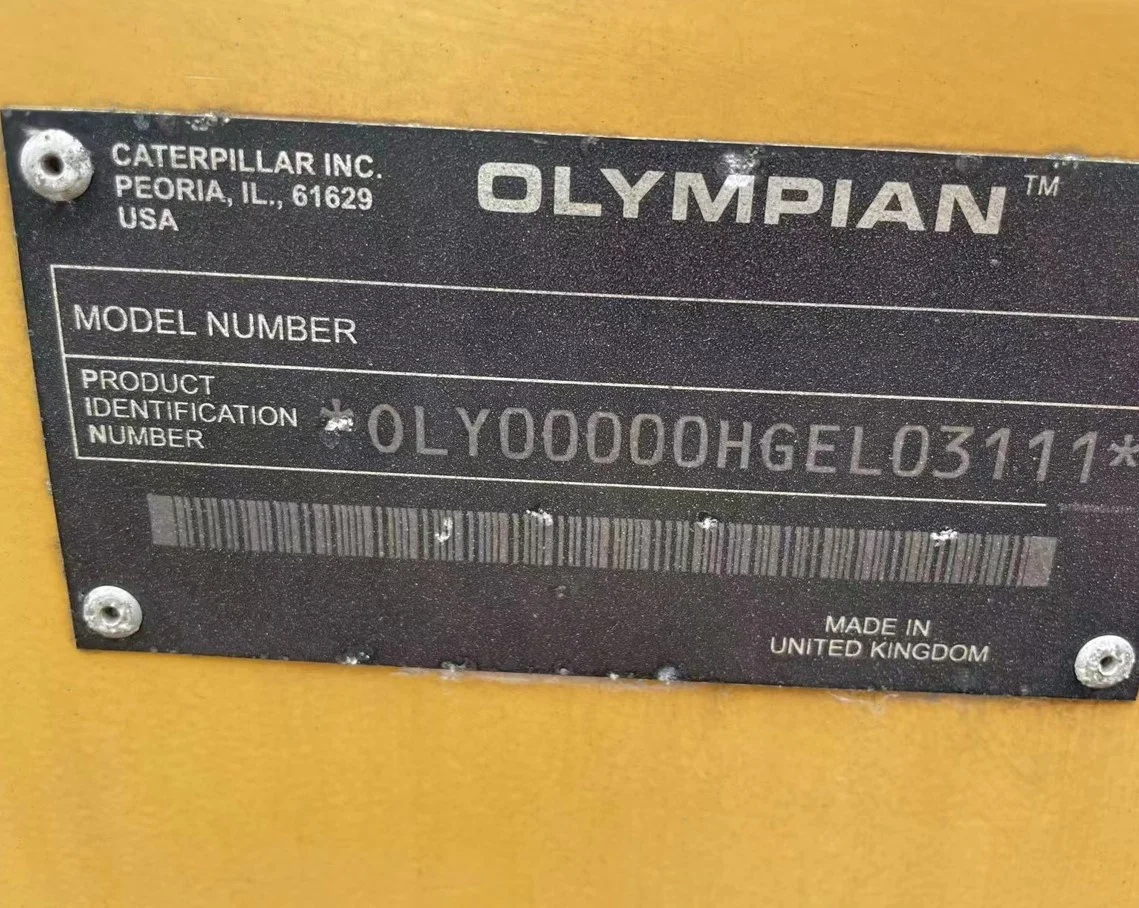 CATERPILLAR INC.
PEORIA, IL., 61629
USA
OLYMPIAN™
MODEL NUMBER
PRODUCT
IDENTIFICATION
NUMBER
*OLY00000HGEL03111*
MADE IN
UNITED KINGDOM